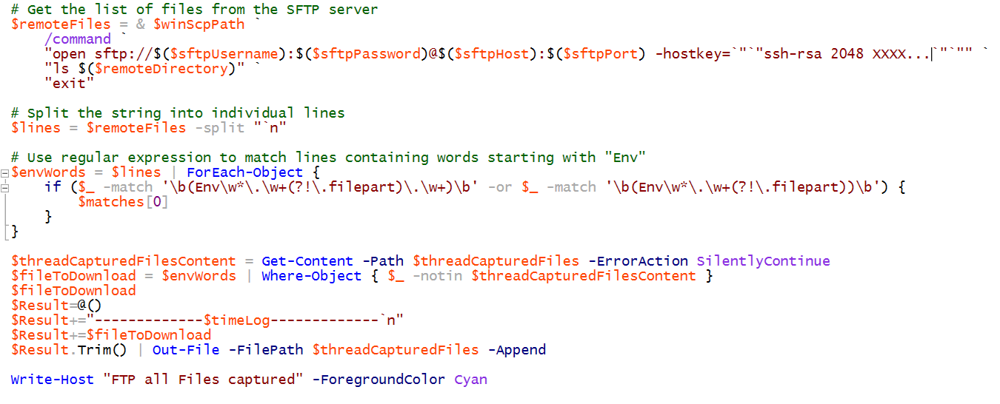 # Get the list of files from the SFTP server
$remoteFiles = & $winScpPath `
    /command `
    "open sftp://$($sftpUsername):$($sftpPassword)@$($sftpHost):$($sftpPort) -hostkey=`"`"ssh-rsa 2048 XXXX...`"`"" `
    "ls $($remoteDirectory)" `
    "exit"

# Split the string into individual lines
$lines = $remoteFiles -split "`n"

# Use regular expression to match lines containing words starting with "Env"
$envWords = $lines | ForEach-Object {
    if ($_ -match '\b(Env\w*\.\w+(?!\.filepart)\.\w+)\b' -or $_ -match '\b(Env\w*\.\w+(?!\.filepart))\b') {
        $matches[0]
    }
}

$threadCapturedFilesContent = Get-Content -Path $threadCapturedFiles -ErrorAction SilentlyContinue
$fileToDownload = $envWords | Where-Object { $_ -notin $threadCapturedFilesContent }
$fileToDownload
$Result=@()
$Result+="-------------$timeLog-------------`n"
$Result+=$fileToDownload
$Result.Trim() | Out-File -FilePath $threadCapturedFiles -Append

Write-Host "FTP all Files captured" -ForegroundColor Cyan